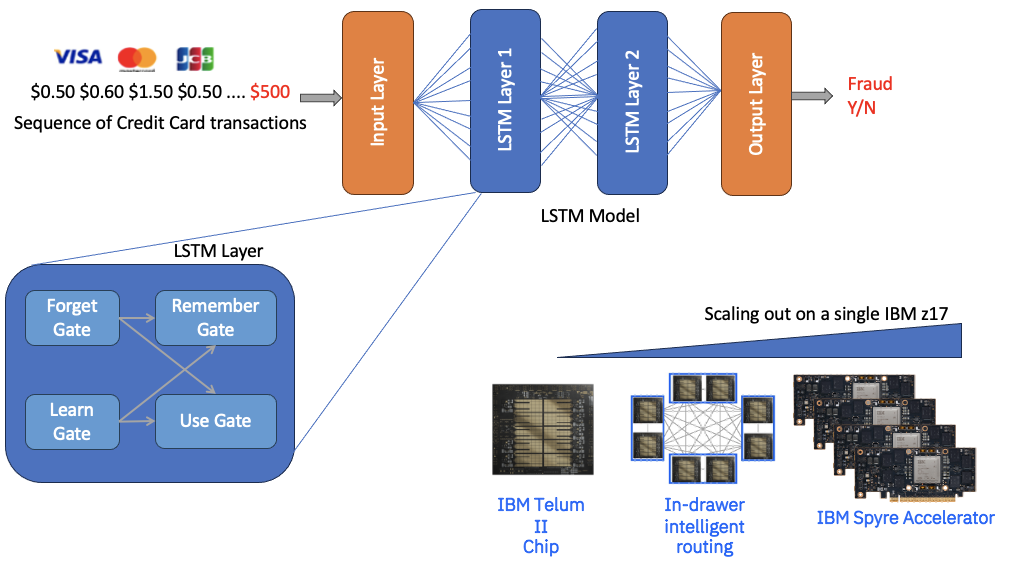 VISA mastercard JCB
$0.50 $0.60 $1.50 $0.50 .... $500
Sequence of Credit Card transactions
Input Layer
LSTM Layer 1
LSTM Layer 2
Output Layer
Fraud
Y/N
LSTM Model
LSTM Layer
Forget
Gate
Remember
Gate
Learn
Gate
Use Gate
Scaling out on a single IBM z17
IBM Telum
II
Chip
In-drawer
intelligent
routing
IBM Spyre Accelerator